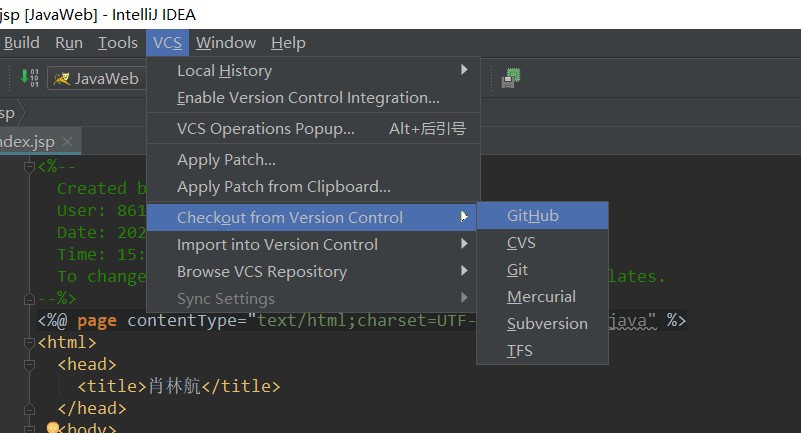 jsp [JavaWeb] - IntelliJ IDEA
Build Run Tools VCS Window Help
JavaWeb
sp
ndex.jsp
Local History
Enable Version Control Integration...
VCS Operations Popup... Alt+后引号
Apply Patch...
Apply Patch from Clipboard...
Checkout from Version Control
Import into Version Control
Browse VCS Repository
Sync Settings
GitHub
CVS
Git
Mercurial
Subversion
TFS
<%--
Created b
User: 861
Date: 202
Time: 15:
To change lates.
--%>
<%@ page contentType="text/html;charset=UTF- java" %>
<html>
<head>
<title>肖林航</title>
</head>
<body>